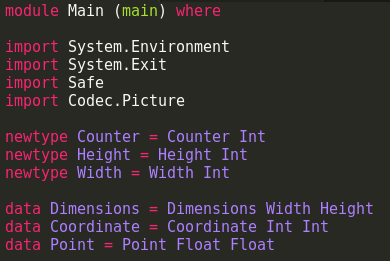 module Main (main) where
import System.Environment
import System.Exit
import Safe
import Codec.Picture
newtype Counter = Counter Int
newtype Height = Height Int
newtype Width = Width Int
data Dimensions = Dimensions Width Height
data Coordinate = Coordinate Int Int
data Point = Point Float Float